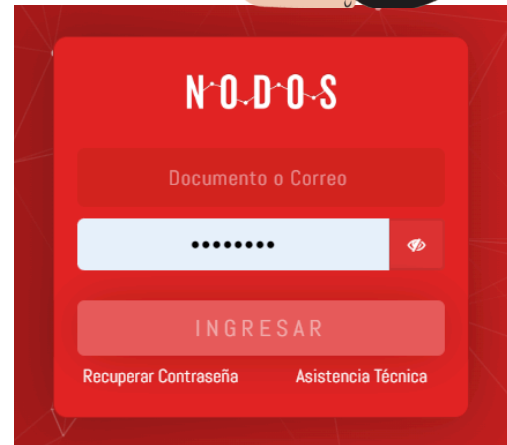 NODOS
Documento o Correo
••••••••
INGRESAR
Recuperar Contraseña Asistencia Técnica